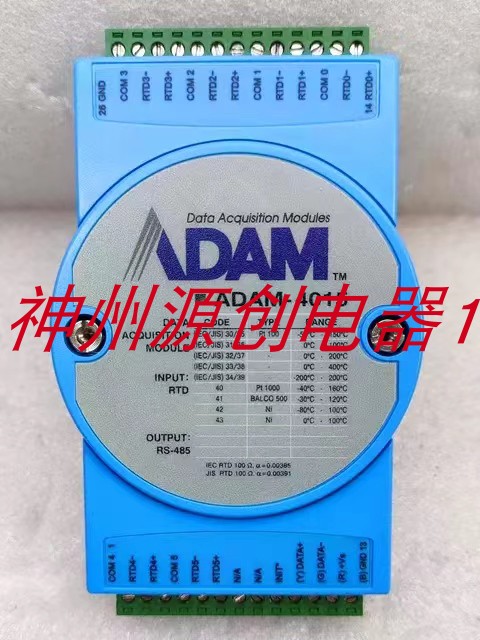 26 GND COM 3 RTD3- RTD3+ COM 2 RTD2- RTD2+ COM 1 RTD1- RTD1+ COM 0 RTD0- 14 RTD0+
Data Acquisition Modules
ADAM
TM
神州源创电器1
DATA
ACQUISITION
MODULE
RANGE
(IEC/JIS) 32/37 - 0°C - 200°C
(IEC/JIS) 33/38 - 0°C - 400°C
(IEC/JIS) 34/39 - -200°C - 200°C
INPUT:
RTD
40 Pt 1000 -40°C - 160°C
41 BALCO 500 -30°C - 120°C
42 Ni -80°C - 100°C
43 Ni 0°C - 100°C
OUTPUT:
RS-485
IEC RTD 100 Ω, α=0.00385
JIS RTD 100 Ω, α=0.00391
COM 4 1 RTD4- RTD4+ COM 5 RTD5- RTD5+ N/A N/A INIT* (Y) DATA+ (G) DATA- (R) +Vs (B) GND 13